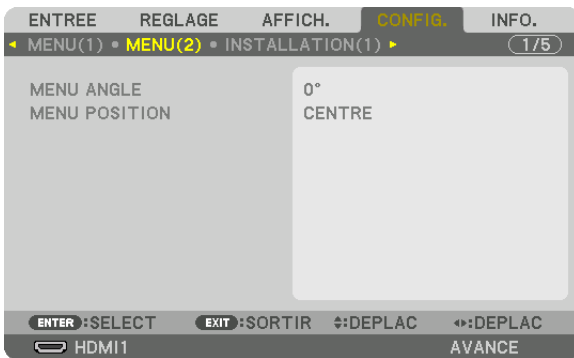 ENTREE REGLAGE AFFICH. CONFIG. INFO.
MENU(1) • MENU(2) • INSTALLATION(1) 1/5
MENU ANGLE 0°
MENU POSITION CENTRE
ENTER :SELECT EXIT :SORTIR :DEPLAC :DEPLAC
HDMI1 AVANCE